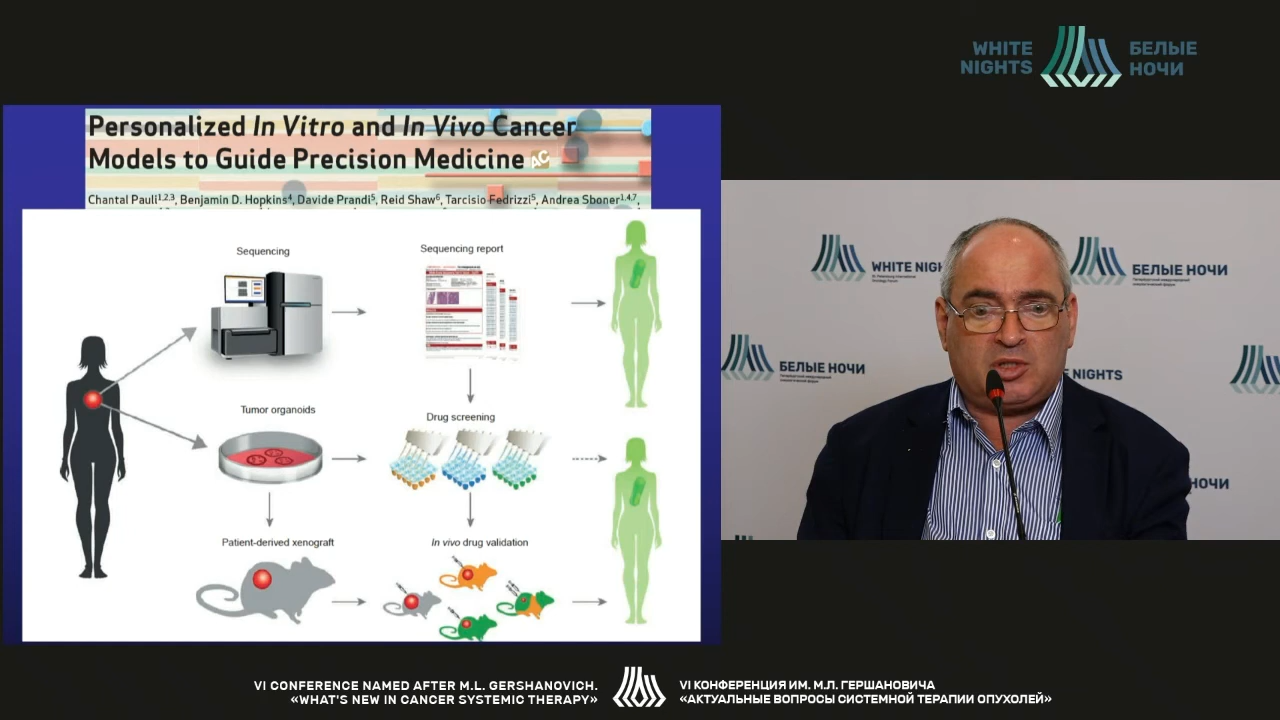 WHITE
NIGHTS
БЕЛЫЕ
НОЧИ
Personalized In Vitro and In Vivo Cancer
Models to Guide Precision Medicine AC
Chantal Pauli1,2,3, Benjamin D. Hopkins4, Davide Prandi5, Reid Shaw6, Tarcisio Fedrizzi5, Andrea Sboner1,4,7,
Sequencing
Sequencing report
Tumor organoids
Drug screening
Patient-derived xenograft
In vivo drug validation
WHITE NIGH
БЕЛЫЕ НОЧИ
БЕЛЫЕ НОЧИ
E NIGHTS
НОЧИ
VI CONFERENCE NAMED AFTER M.L. GERSHANOVICH.
«WHAT'S NEW IN CANCER SYSTEMIC THERAPY»
VI КОНФЕРЕНЦИЯ ИМ. М.Л. ГЕРШАНОВИЧА
«АКТУАЛЬНЫЕ ВОПРОСЫ СИСТЕМНОЙ ТЕРАПИИ ОПУХОЛЕЙ»